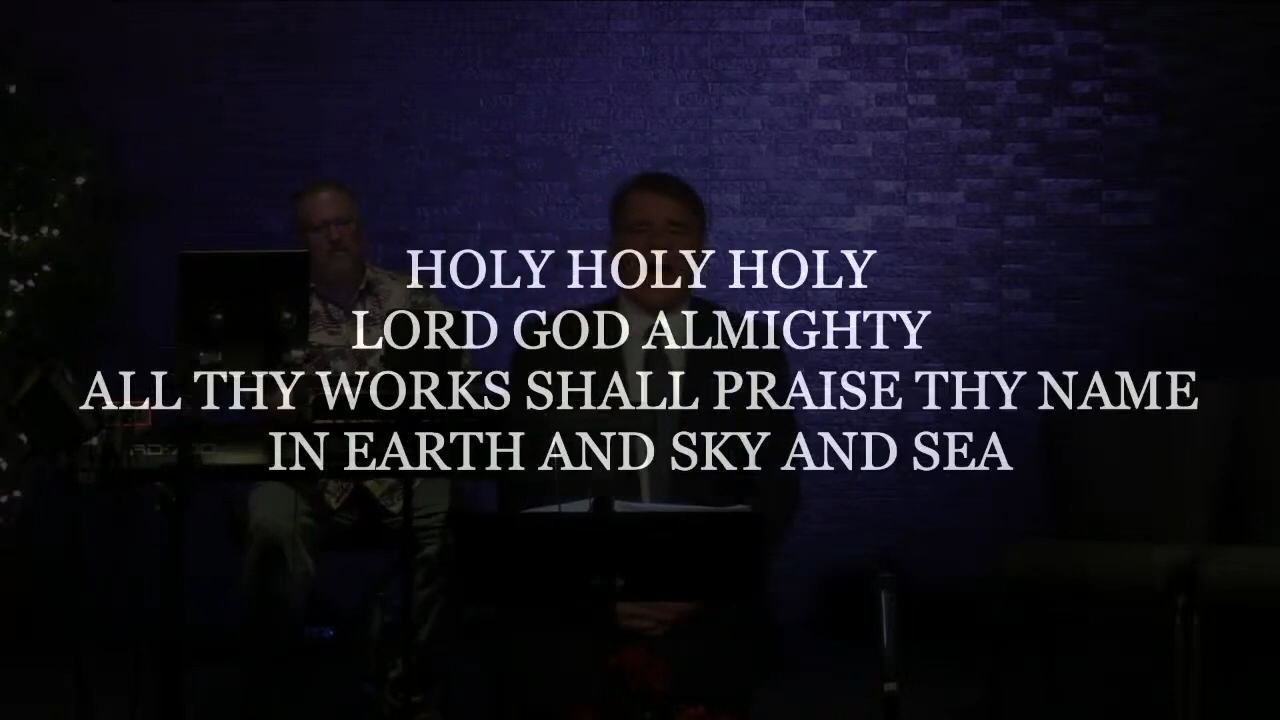 HOLY HOLY HOLY
LORD GOD ALMIGHTY
ALL THY WORKS SHALL PRAISE THY NAME
IN EARTH AND SKY AND SEA